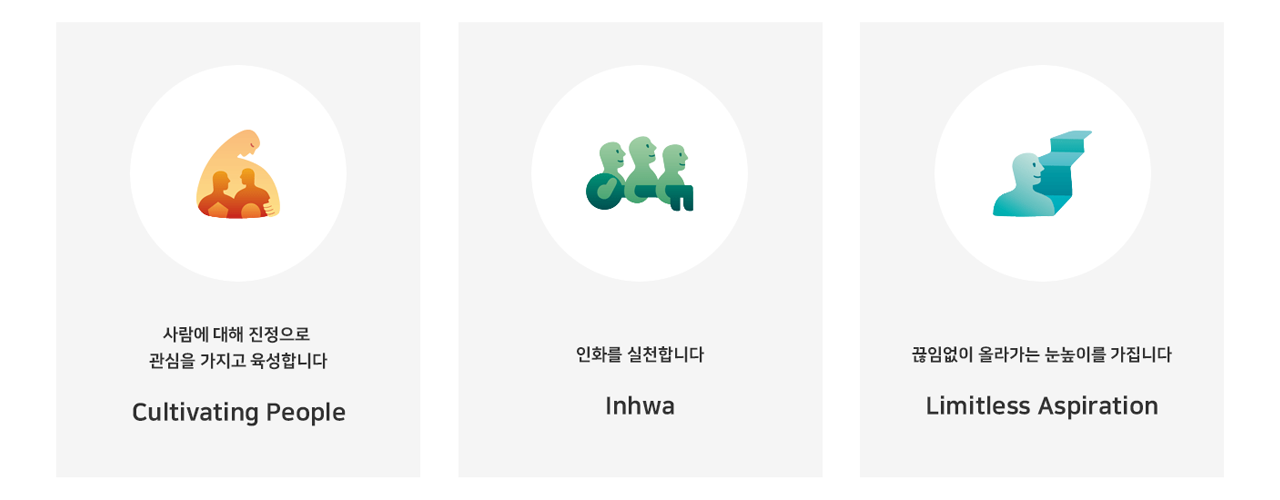 사람에 대해 진정으로
관심을 가지고 육성합니다
Cultivating People
인화를 실천합니다
Inhwa
끊임없이 올라가는 눈높이를 가집니다
Limitless Aspiration